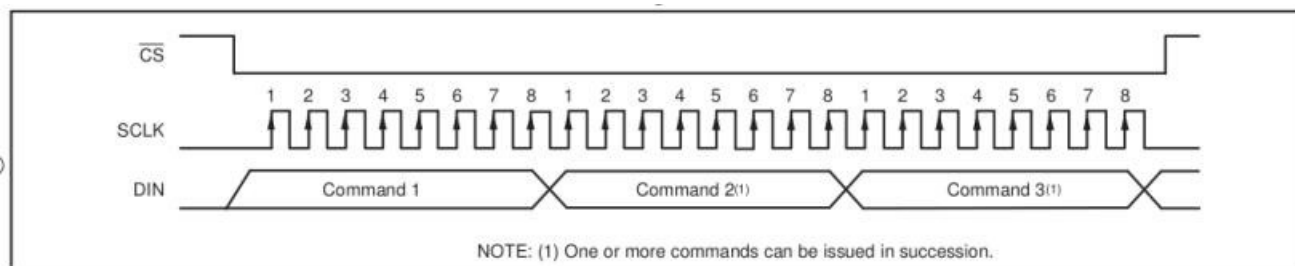 CS
1 2 3 4 5 6 7 8 1 2 3 4 5 6 7 8 1 2 3 4 5 6 7 8
SCLK
DIN Command 1 Command 2(1) Command 3(1)
NOTE: (1) One or more commands can be issued in succession.